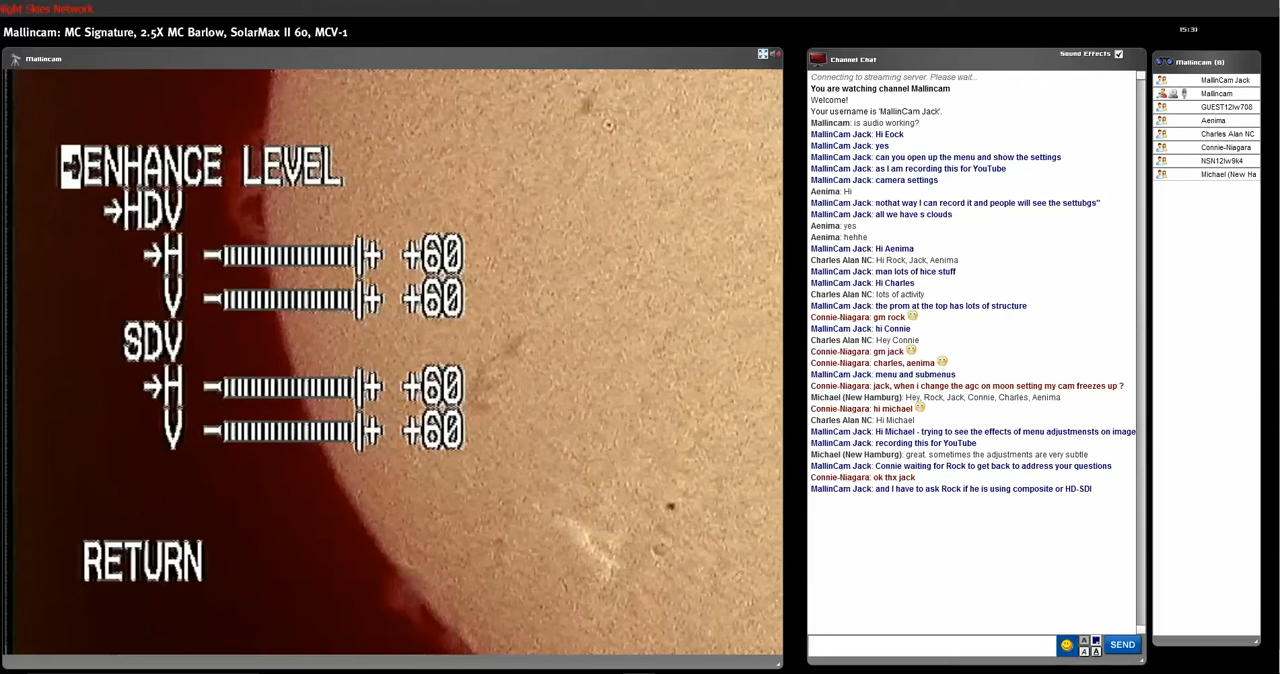 Night Skies Network
Mallincam: MC Signature, 2.5X MC Barlow, SolarMax II 60, MCV-1
15:31
Mallincam
ENHANCE LEVEL
HDV
H - + +60
V - + +60
SDV
H - + +60
V - + +60
RETURN
Channel Chat
Sound Effects
Connecting to streaming server. Please wait...
You are watching channel Mallincam
Welcome!
Your username is 'MallinCam Jack'.
Mallincam: is audio working?
MallinCam Jack: Hi Eock
MallinCam Jack: yes
MallinCam Jack: can you open up the menu and show the settings
MallinCam Jack: as I am recording this for YouTube
MallinCam Jack: camera settings
Aenima: Hi
MallinCam Jack: nothat way I can record it and people will see the settubgs"
MallinCam Jack: all we have s clouds
Aenima: yes
Aenima: hehhe
MallinCam Jack: Hi Aenima
Charles Alan NC: Hi Rock, Jack, Aenima
MallinCam Jack: man lots of hice stuff
MallinCam Jack: Hi Charles
Charles Alan NC: lots of activity
MallinCam Jack: the prom at the top has lots of structure
Connie-Niagara: gm rock
MallinCam Jack: hi Connie
Charles Alan NC: Hey Connie
Connie-Niagara: gm jack
Connie-Niagara: charles, aenima
MallinCam Jack: menu and submenus
Connie-Niagara: jack, when i change the agc on moon setting my cam freezes up ?
Michael (New Hamburg): Hey, Rock, Jack, Connie, Charles, Aenima
Connie-Niagara: hi michael
Charles Alan NC: Hi Michael
MallinCam Jack: Hi Michael - trying to see the effects of menu adjustmensts on image
MallinCam Jack: recording this for YouTube
Michael (New Hamburg): great. sometimes the adjustments are very subtle
MallinCam Jack: Connie waiting for Rock to get back to address your questions
Connie-Niagara: ok thx jack
MallinCam Jack: and I have to ask Rock if he is using composite or HD-SDI
A
A A
SEND
Mallincam (8)
MallinCam Jack
Mallincam
GUEST12lw708
Aenima
Charles Alan NC
Connie-Niagara
NSN12lw9k4
Michael (New Ha